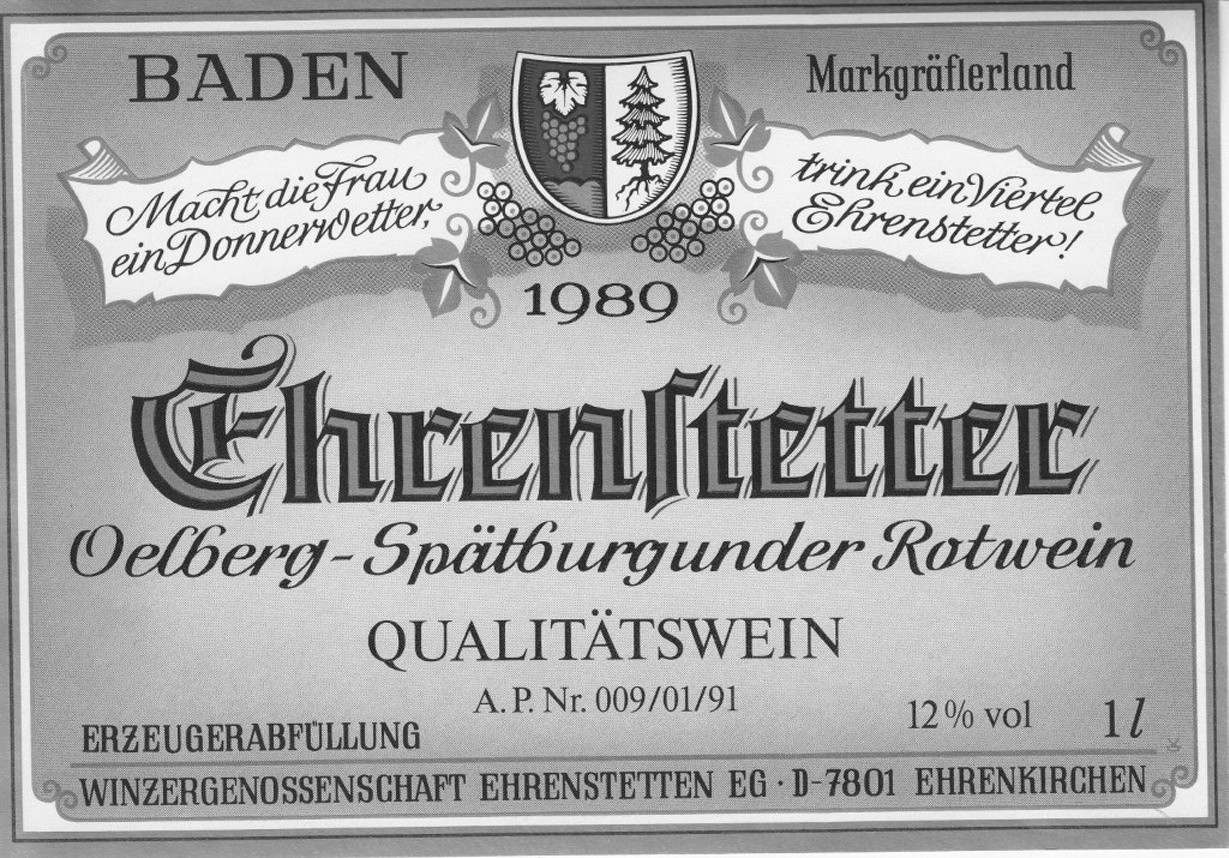 BADEN
Markgräflerland
Macht die Frau
ein Donnerwetter,
trink ein Viertel
Ehrenstetter!
1989
Ehrenſtetter
Oelberg-Spätburgunder Rotwein
QUALITÄTSWEIN
A. P. Nr. 009/01/91
12% vol
1 l
ERZEUGERABFÜLLUNG
WINZERGENOSSENSCHAFT EHRENSTETTEN EG · D-7801 EHRENKIRCHEN